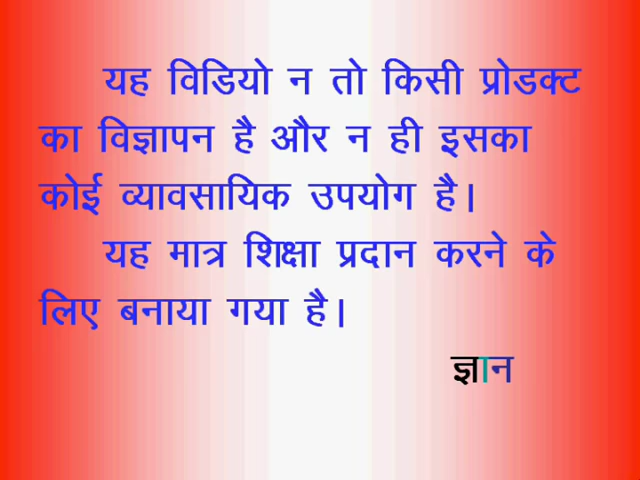 यह विडियो न तो किसी प्रोडक्ट
का विज्ञापन है और न ही इसका
कोई व्यावसायिक उपयोग है।
यह मात्र शिक्षा प्रदान करने के
लिए बनाया गया है।
ज्ञान